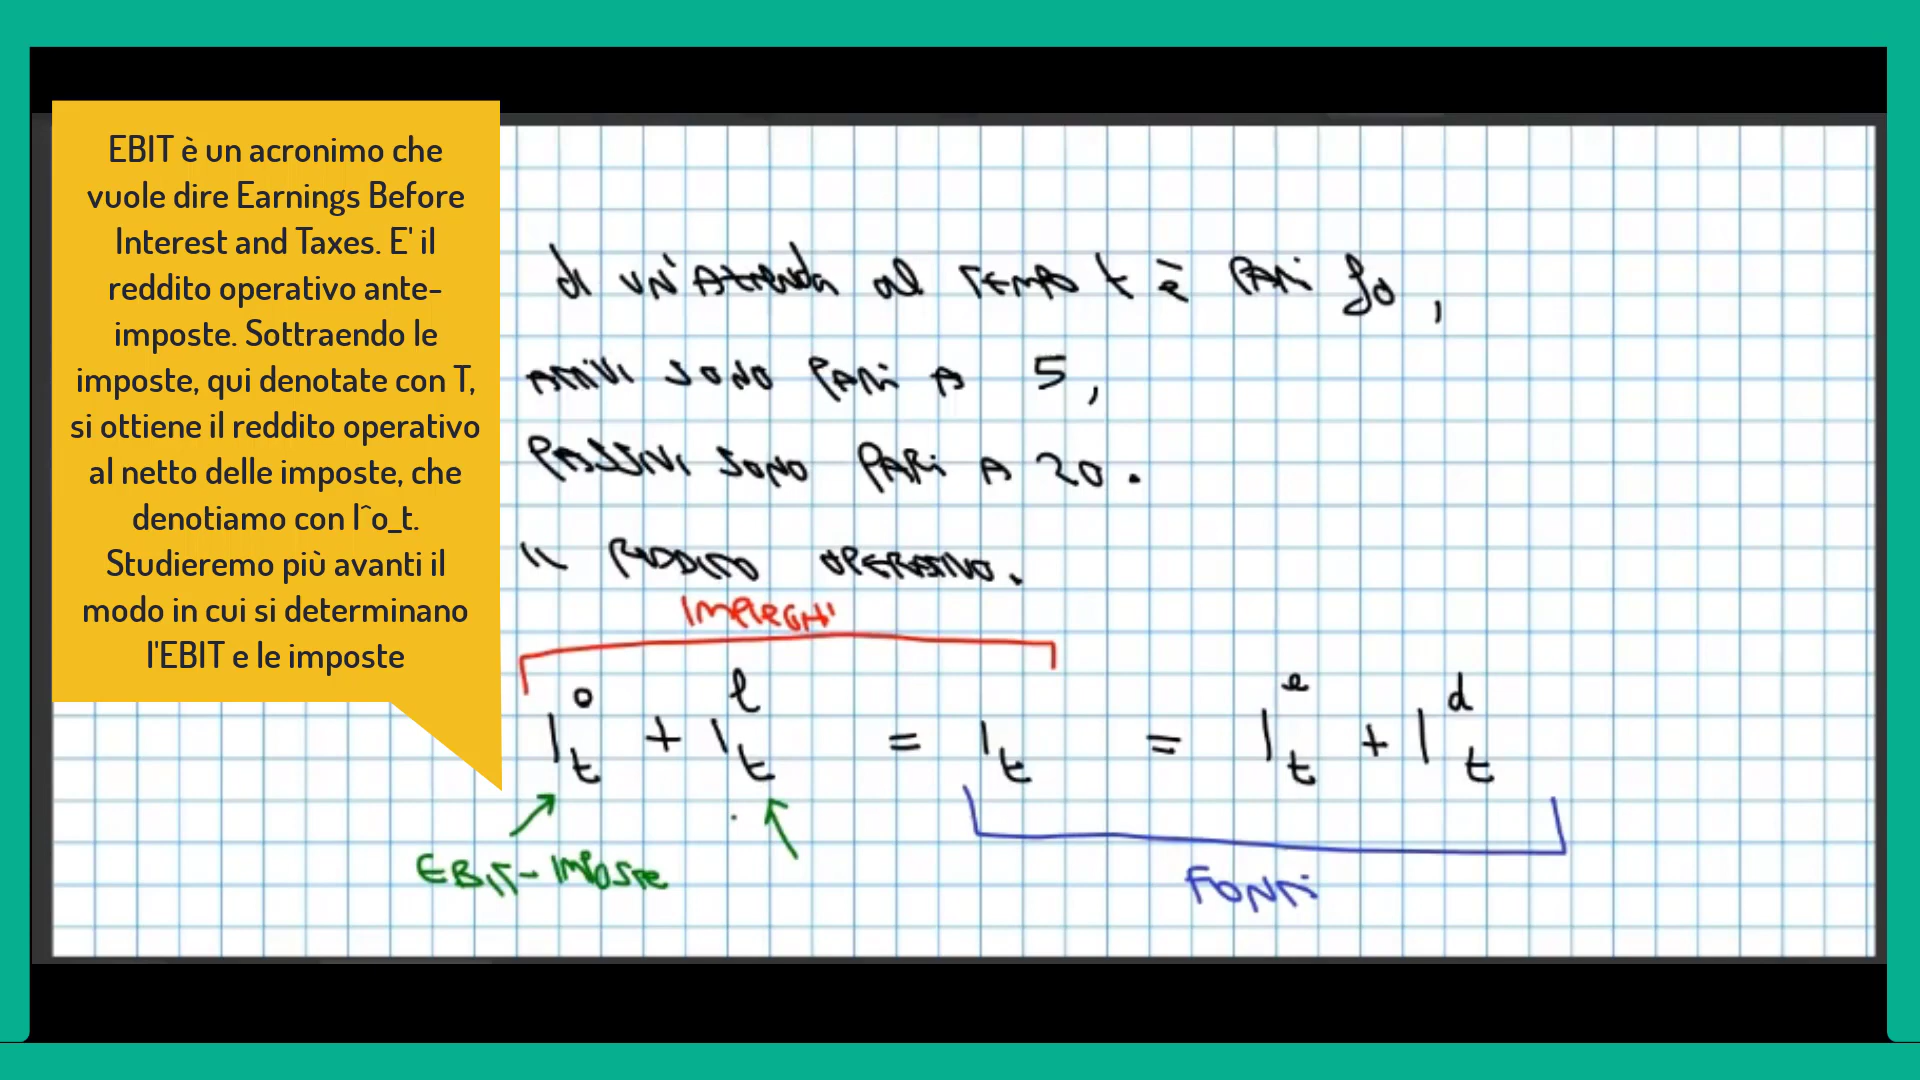 EBIT è un acronimo che
vuole dire Earnings Before
Interest and Taxes. E' il
reddito operativo ante-
imposte. Sottraendo le
imposte, qui denotate con T,
si ottiene il reddito operativo
al netto delle imposte, che
denotiamo con I^o_t.
Studieremo più avanti il
modo in cui si determinano
l'EBIT e le imposte
di un'azienda al tempo t è pari
attivi sono pari a 5,
passivi sono pari a 20.
il reddito operativo.
IMPIEGHI
I^o_t + I^l_t = I_t = I^e_t + I^d_t
EBIT - IMPOSTE
FONTI